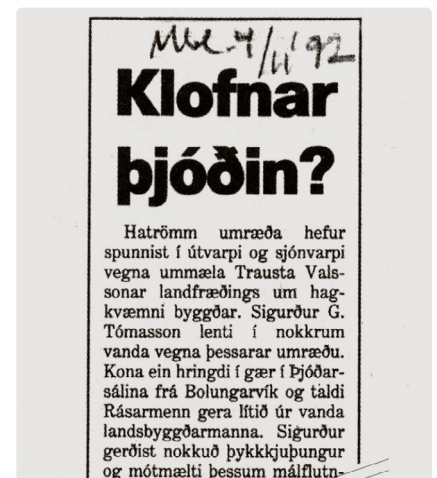 Mbl. 4/11 '92
Klofnar
þjóðin?
Hatrömm umræða hefur
spunnist í útvarpi og sjónvarpi
vegna ummæla Trausta Vals-
sonar landfræðings um hag-
kvæmni byggðar. Sigurður G.
Tómasson lenti í nokkrum
vanda vegna þessarar umræðu.
Kona ein hringdi í gær í Þjóðar-
sálina frá Bolungarvík og taldi
Rásarmenn gera lítið úr vanda
landsbyggðarmanna. Sigurður
gerðist nokkuð þykkkjuþungur
og mótmælti þessum málflutn-